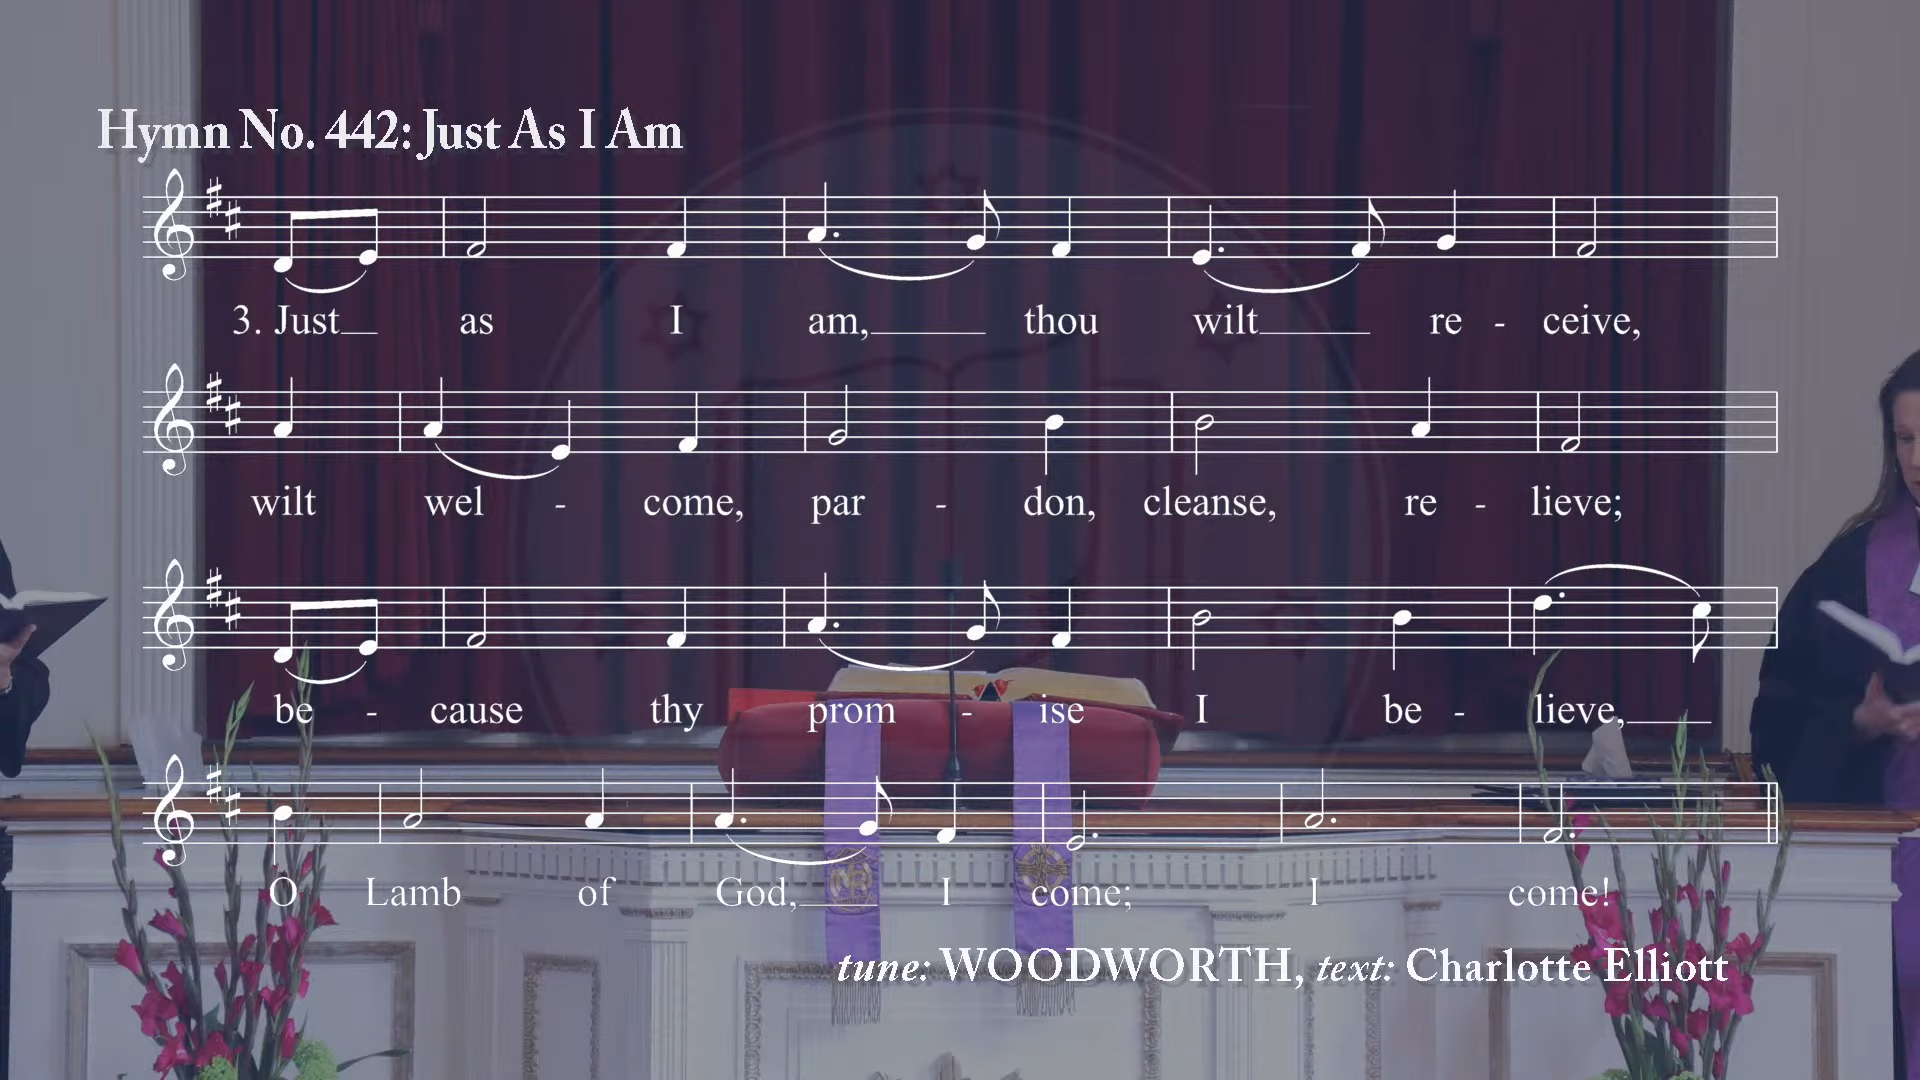 Hymn No. 442: Just As I Am
3. Just as I am, thou wilt re - ceive,
wilt wel - come, par - don, cleanse, re - lieve;
be - cause thy prom - ise I be - lieve,
O Lamb of God, I come; I come!
tune: WOODWORTH, text: Charlotte Elliott